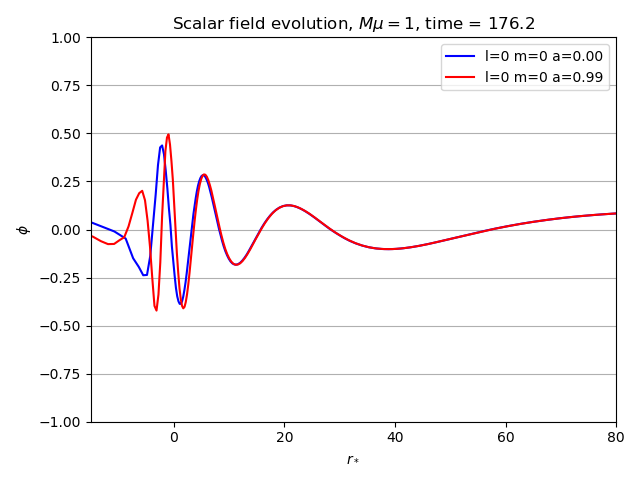 Scalar field evolution, Mμ = 1, time = 176.2
1.00
0.75
0.50
0.25
0.00
−0.25
−0.50
−0.75
−1.00
ϕ
l=0 m=0 a=0.00
l=0 m=0 a=0.99
0 20 40 60 80
r*